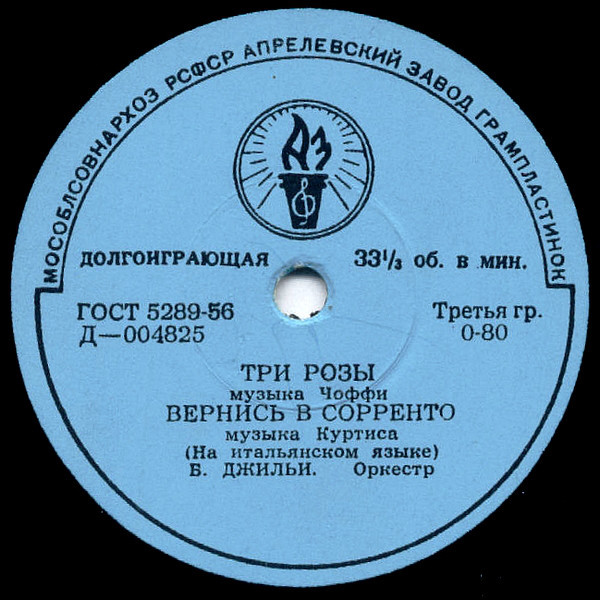 МОСОБЛСОВНАРХОЗ РСФСР АПРЕЛЕВСКИЙ ЗАВОД ГРАМПЛАСТИНОК
АЗ
ДОЛГОИГРАЮЩАЯ 33⅓ об. в мин.
ГОСТ 5289-56 Третья гр.
Д—004825 0-80
ТРИ РОЗЫ
музыка Чоффи
ВЕРНИСЬ В СОРРЕНТО
музыка Куртиса
(На итальянском языке)
Б. ДЖИЛЬИ. Оркестр